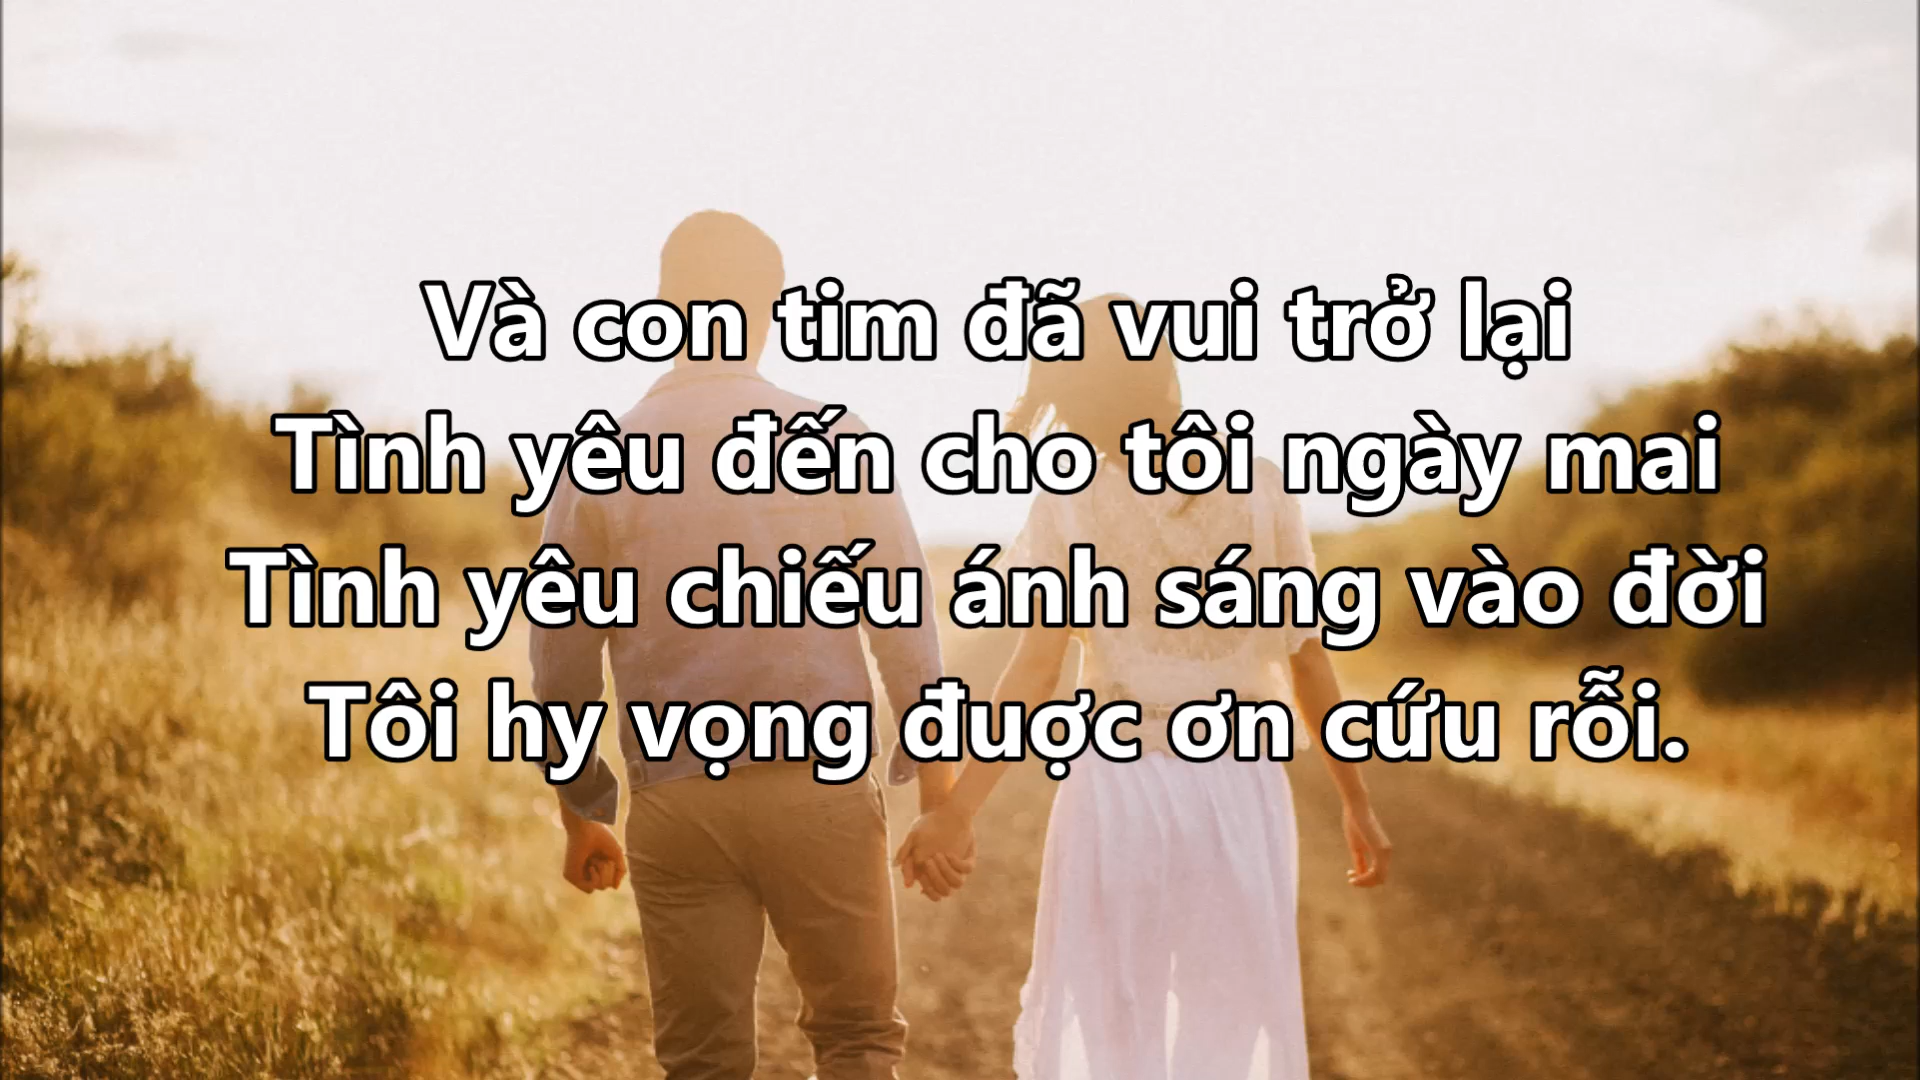 Và con tim đã vui trở lại
Tình yêu đến cho tôi ngày mai
Tình yêu chiếu ánh sáng vào đời
Tôi hy vọng đuợc ơn cứu rỗi.